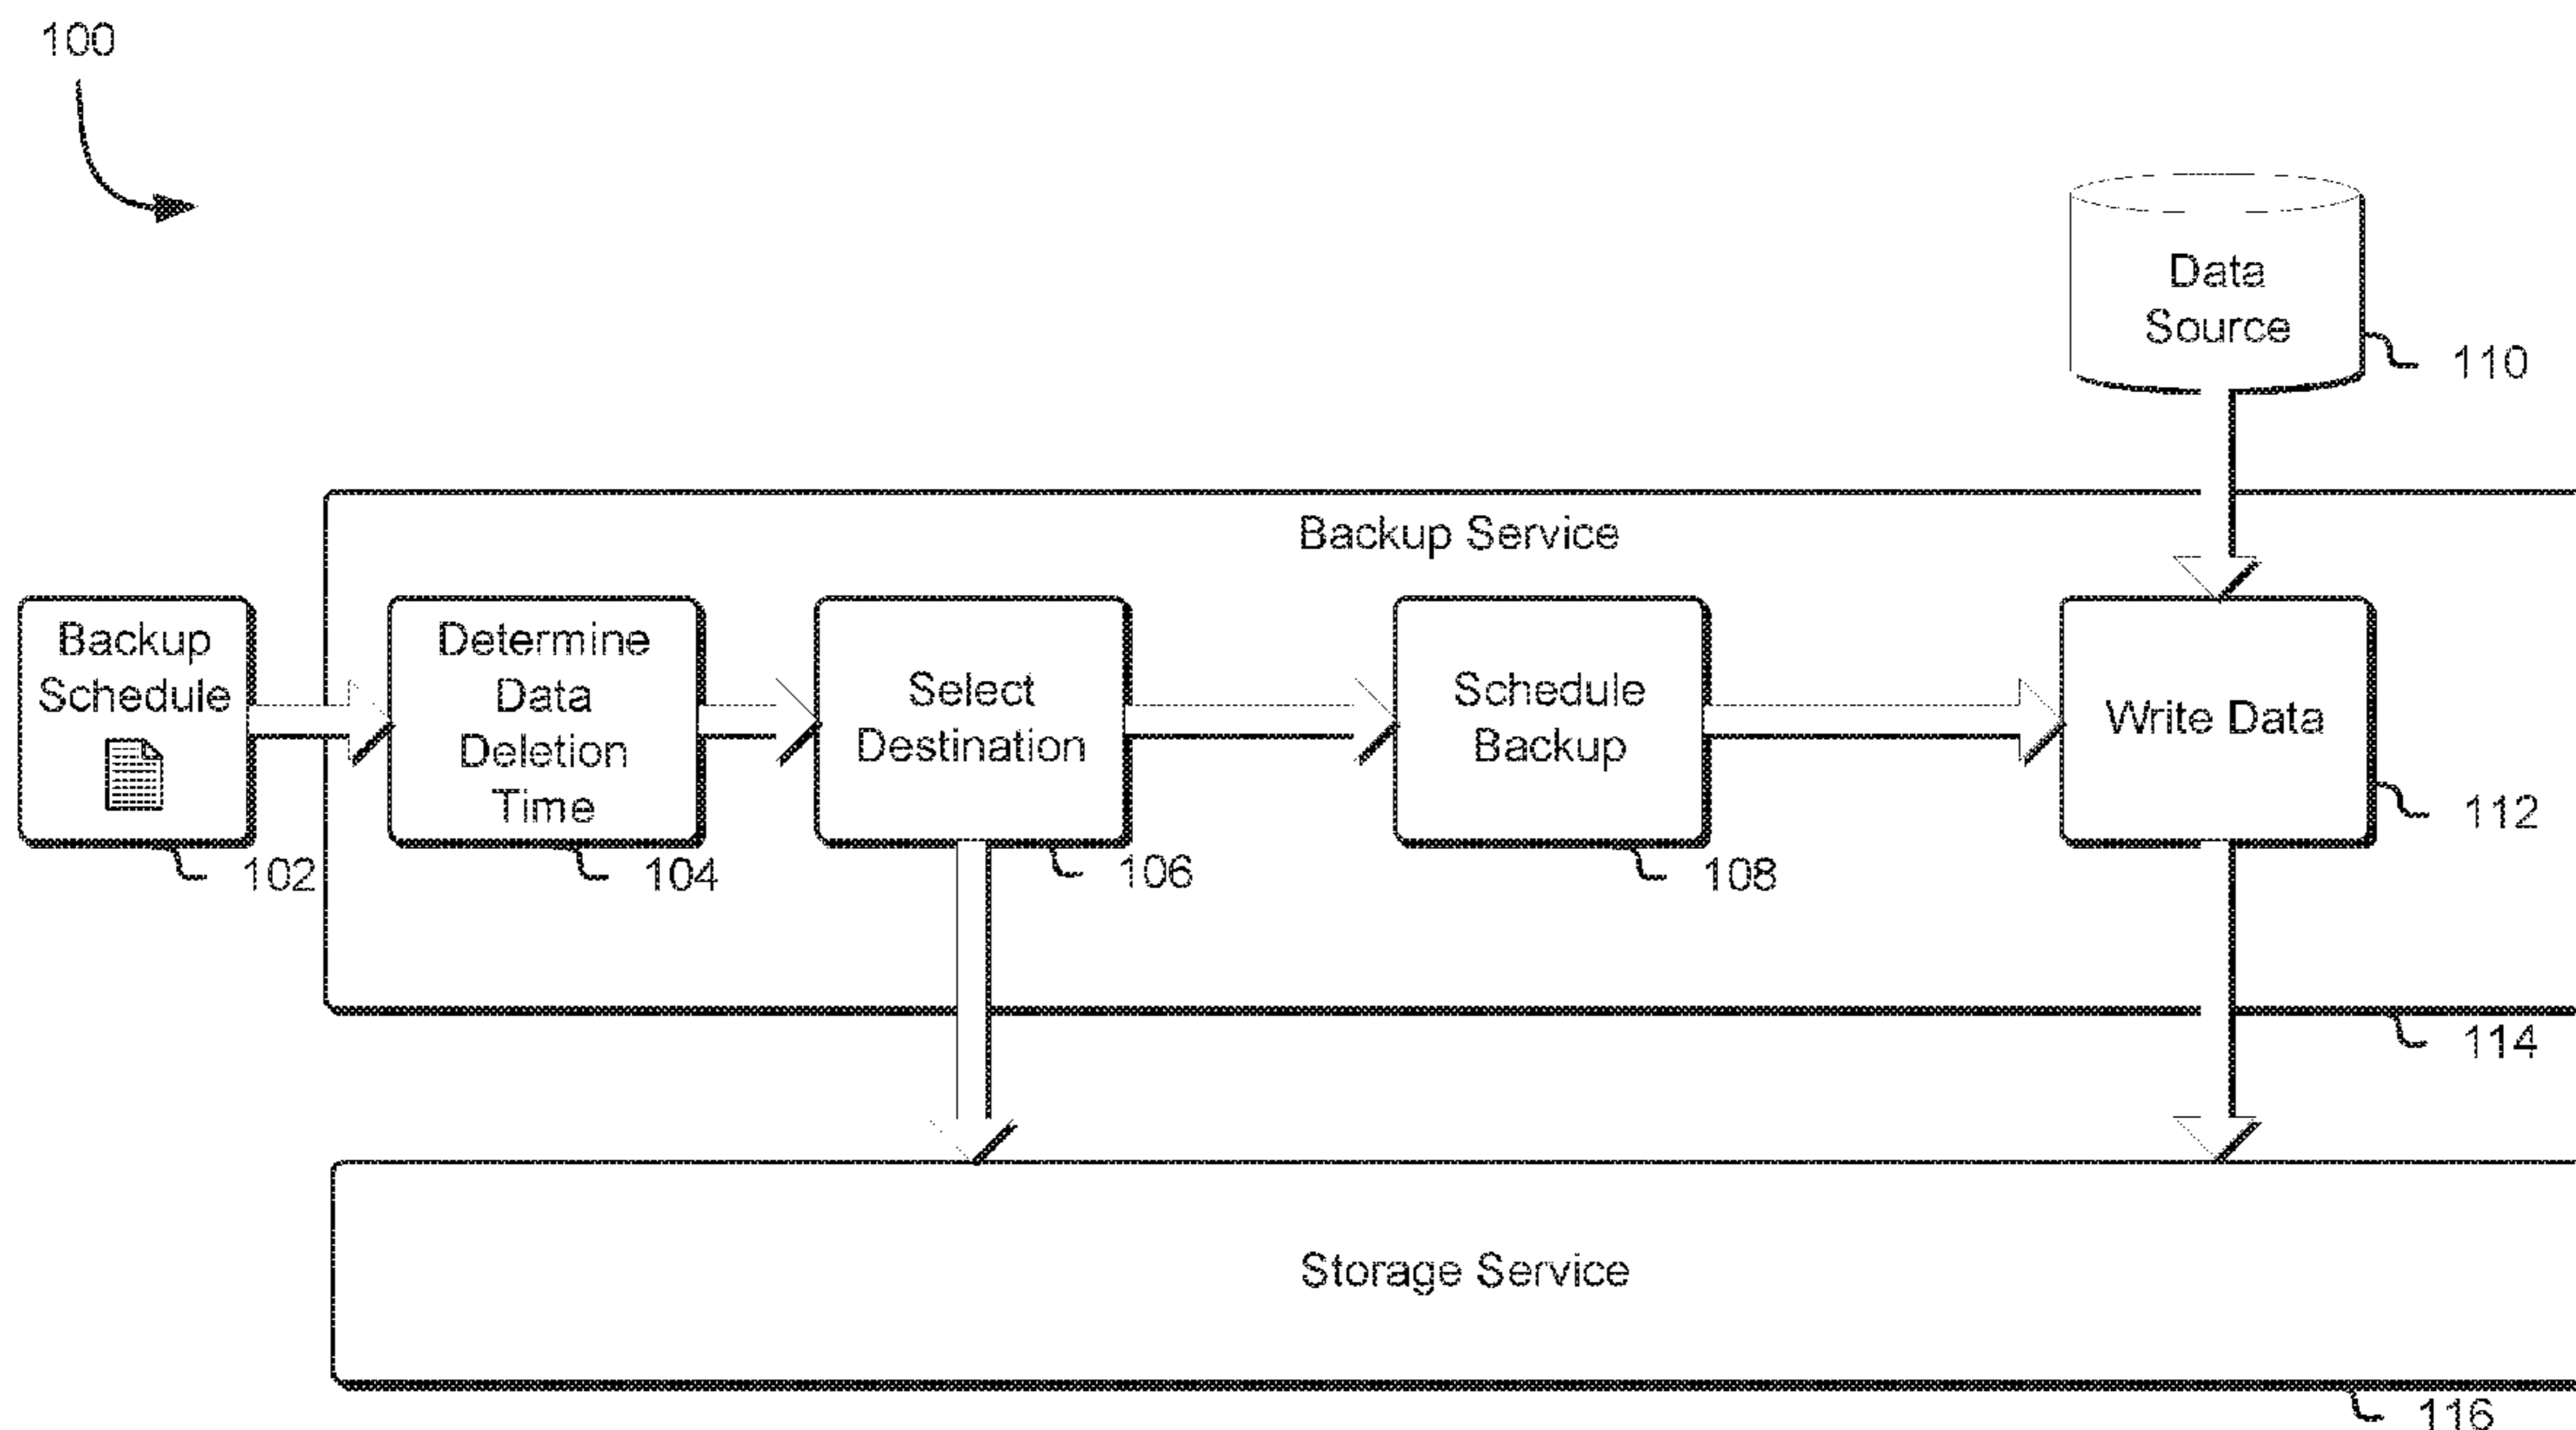 100
Data
Source
110
Backup Service
Backup
Schedule
102
Determine
Data
Deletion
Time
104
Select
Destination
106
Schedule
Backup
108
Write Data
112
114
Storage Service
116